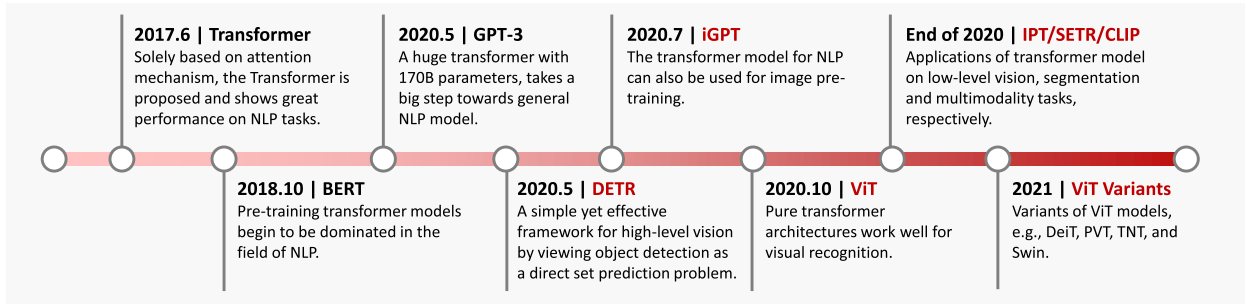 2017.6 | Transformer
Solely based on attention
mechanism, the Transformer is
proposed and shows great
performance on NLP tasks.
2018.10 | BERT
Pre-training transformer models
begin to be dominated in the
field of NLP.
2020.5 | GPT-3
A huge transformer with
170B parameters, takes a
big step towards general
NLP model.
2020.5 | DETR
A simple yet effective
framework for high-level vision
by viewing object detection as
a direct set prediction problem.
2020.7 | iGPT
The transformer model for NLP
can also be used for image pre-
training.
2020.10 | ViT
Pure transformer
architectures work well for
visual recognition.
End of 2020 | IPT/SETR/CLIP
Applications of transformer model
on low-level vision, segmentation
and multimodality tasks,
respectively.
2021 | ViT Variants
Variants of ViT models,
e.g., DeiT, PVT, TNT, and
Swin.